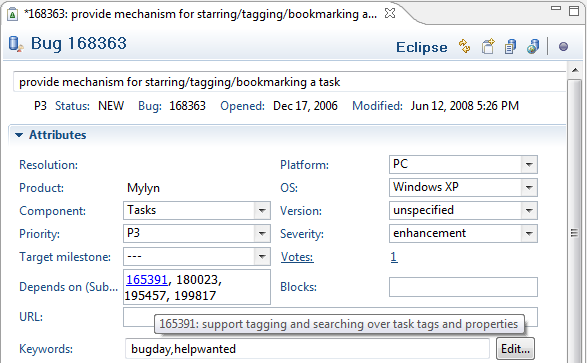 *168363: provide mechanism for starring/tagging/bookmarking a...
Bug 168363 Eclipse
provide mechanism for starring/tagging/bookmarking a task
P3 Status: NEW Bug: 168363 Opened: Dec 17, 2006 Modified: Jun 12, 2008 5:26 PM
Attributes
Resolution: Platform: PC
Product: Mylyn OS: Windows XP
Component: Tasks Version: unspecified
Priority: P3 Severity: enhancement
Target milestone: --- Votes: 1
Depends on (Sub... 165391, 180023, Blocks:
195457, 199817
URL:
165391: support tagging and searching over task tags and properties
Keywords: bugday,helpwanted Edit...